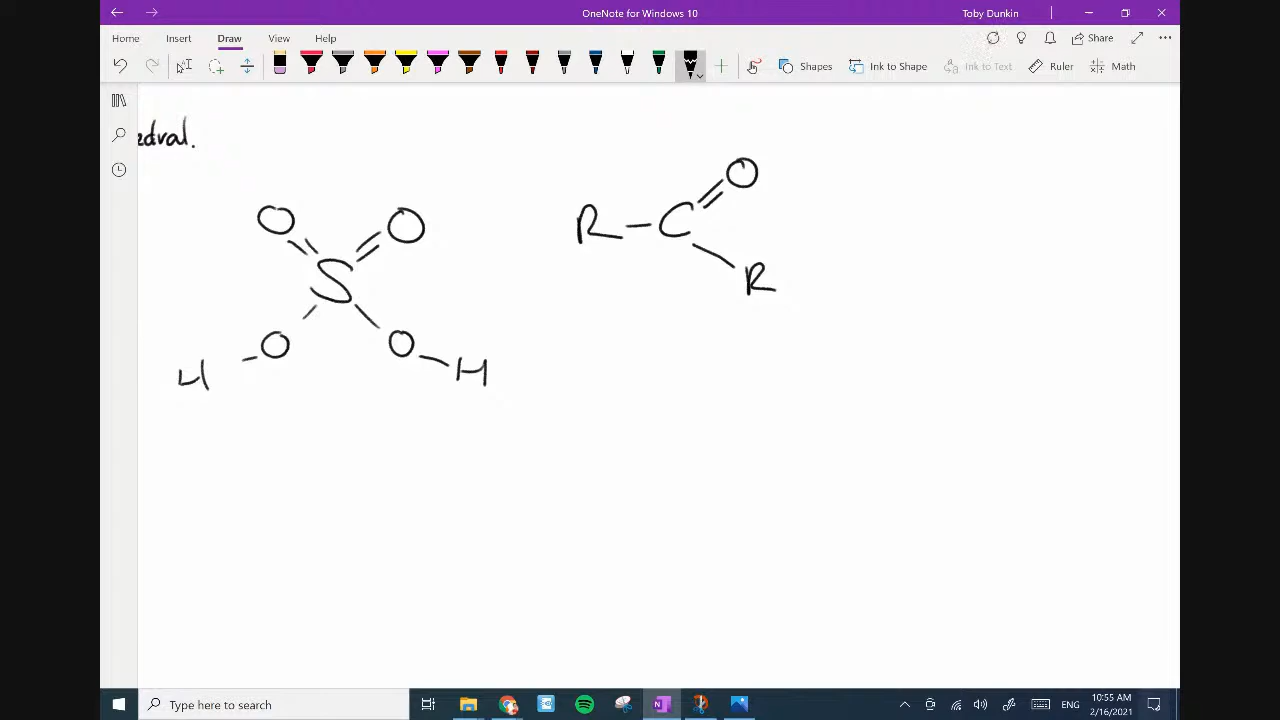 OneNote for Windows 10
Toby Dunkin
Home Insert Draw View Help
Share
Shapes Ink to Shape Ink to Text Ruler Math
edral.
O O R-C=O
S R
O O
H H
Type here to search
ENG
10:55 AM
2/16/2021